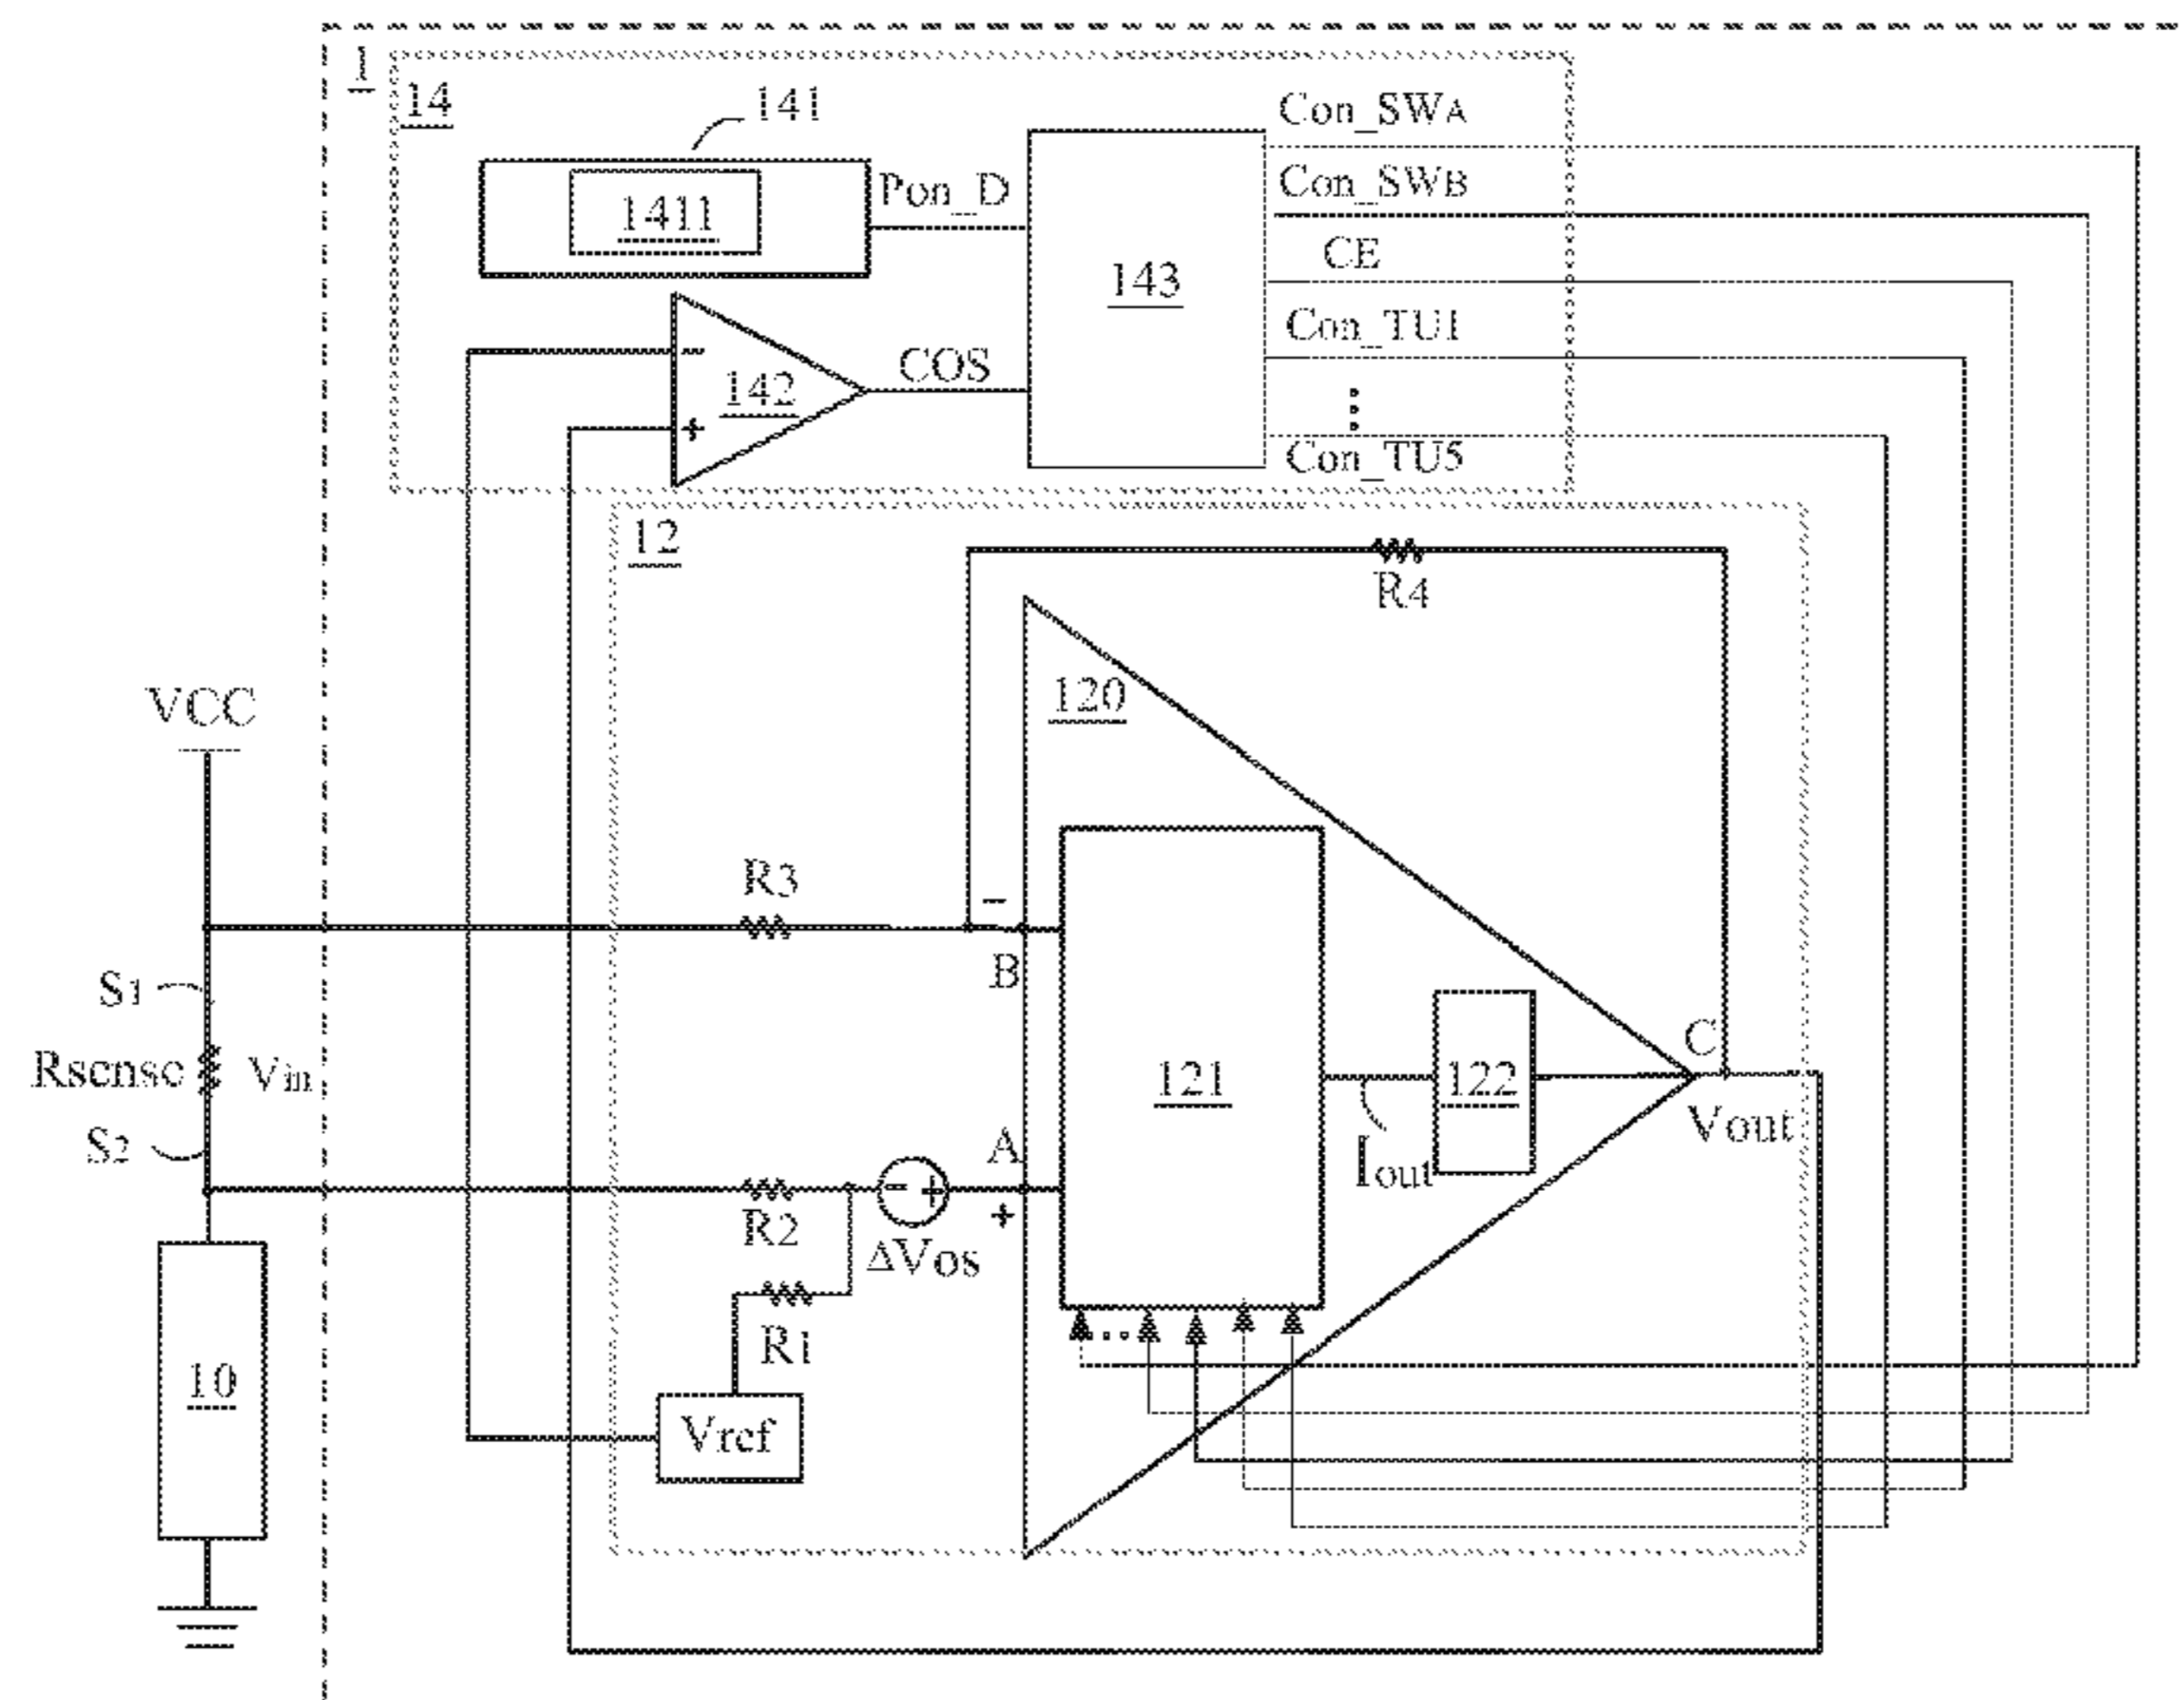 1
14
141
1411
Pon_D
143
142
-
+
COS
Con_SWA
Con_SWB
CE
Con_TU1
Con_TU5
12
R4
120
VCC
R3
-
B
S1
Rsense
Vin
S2
121
Iout
122
C
Vout
A
+
R2
- +
ΔVos
R1
Vref
10